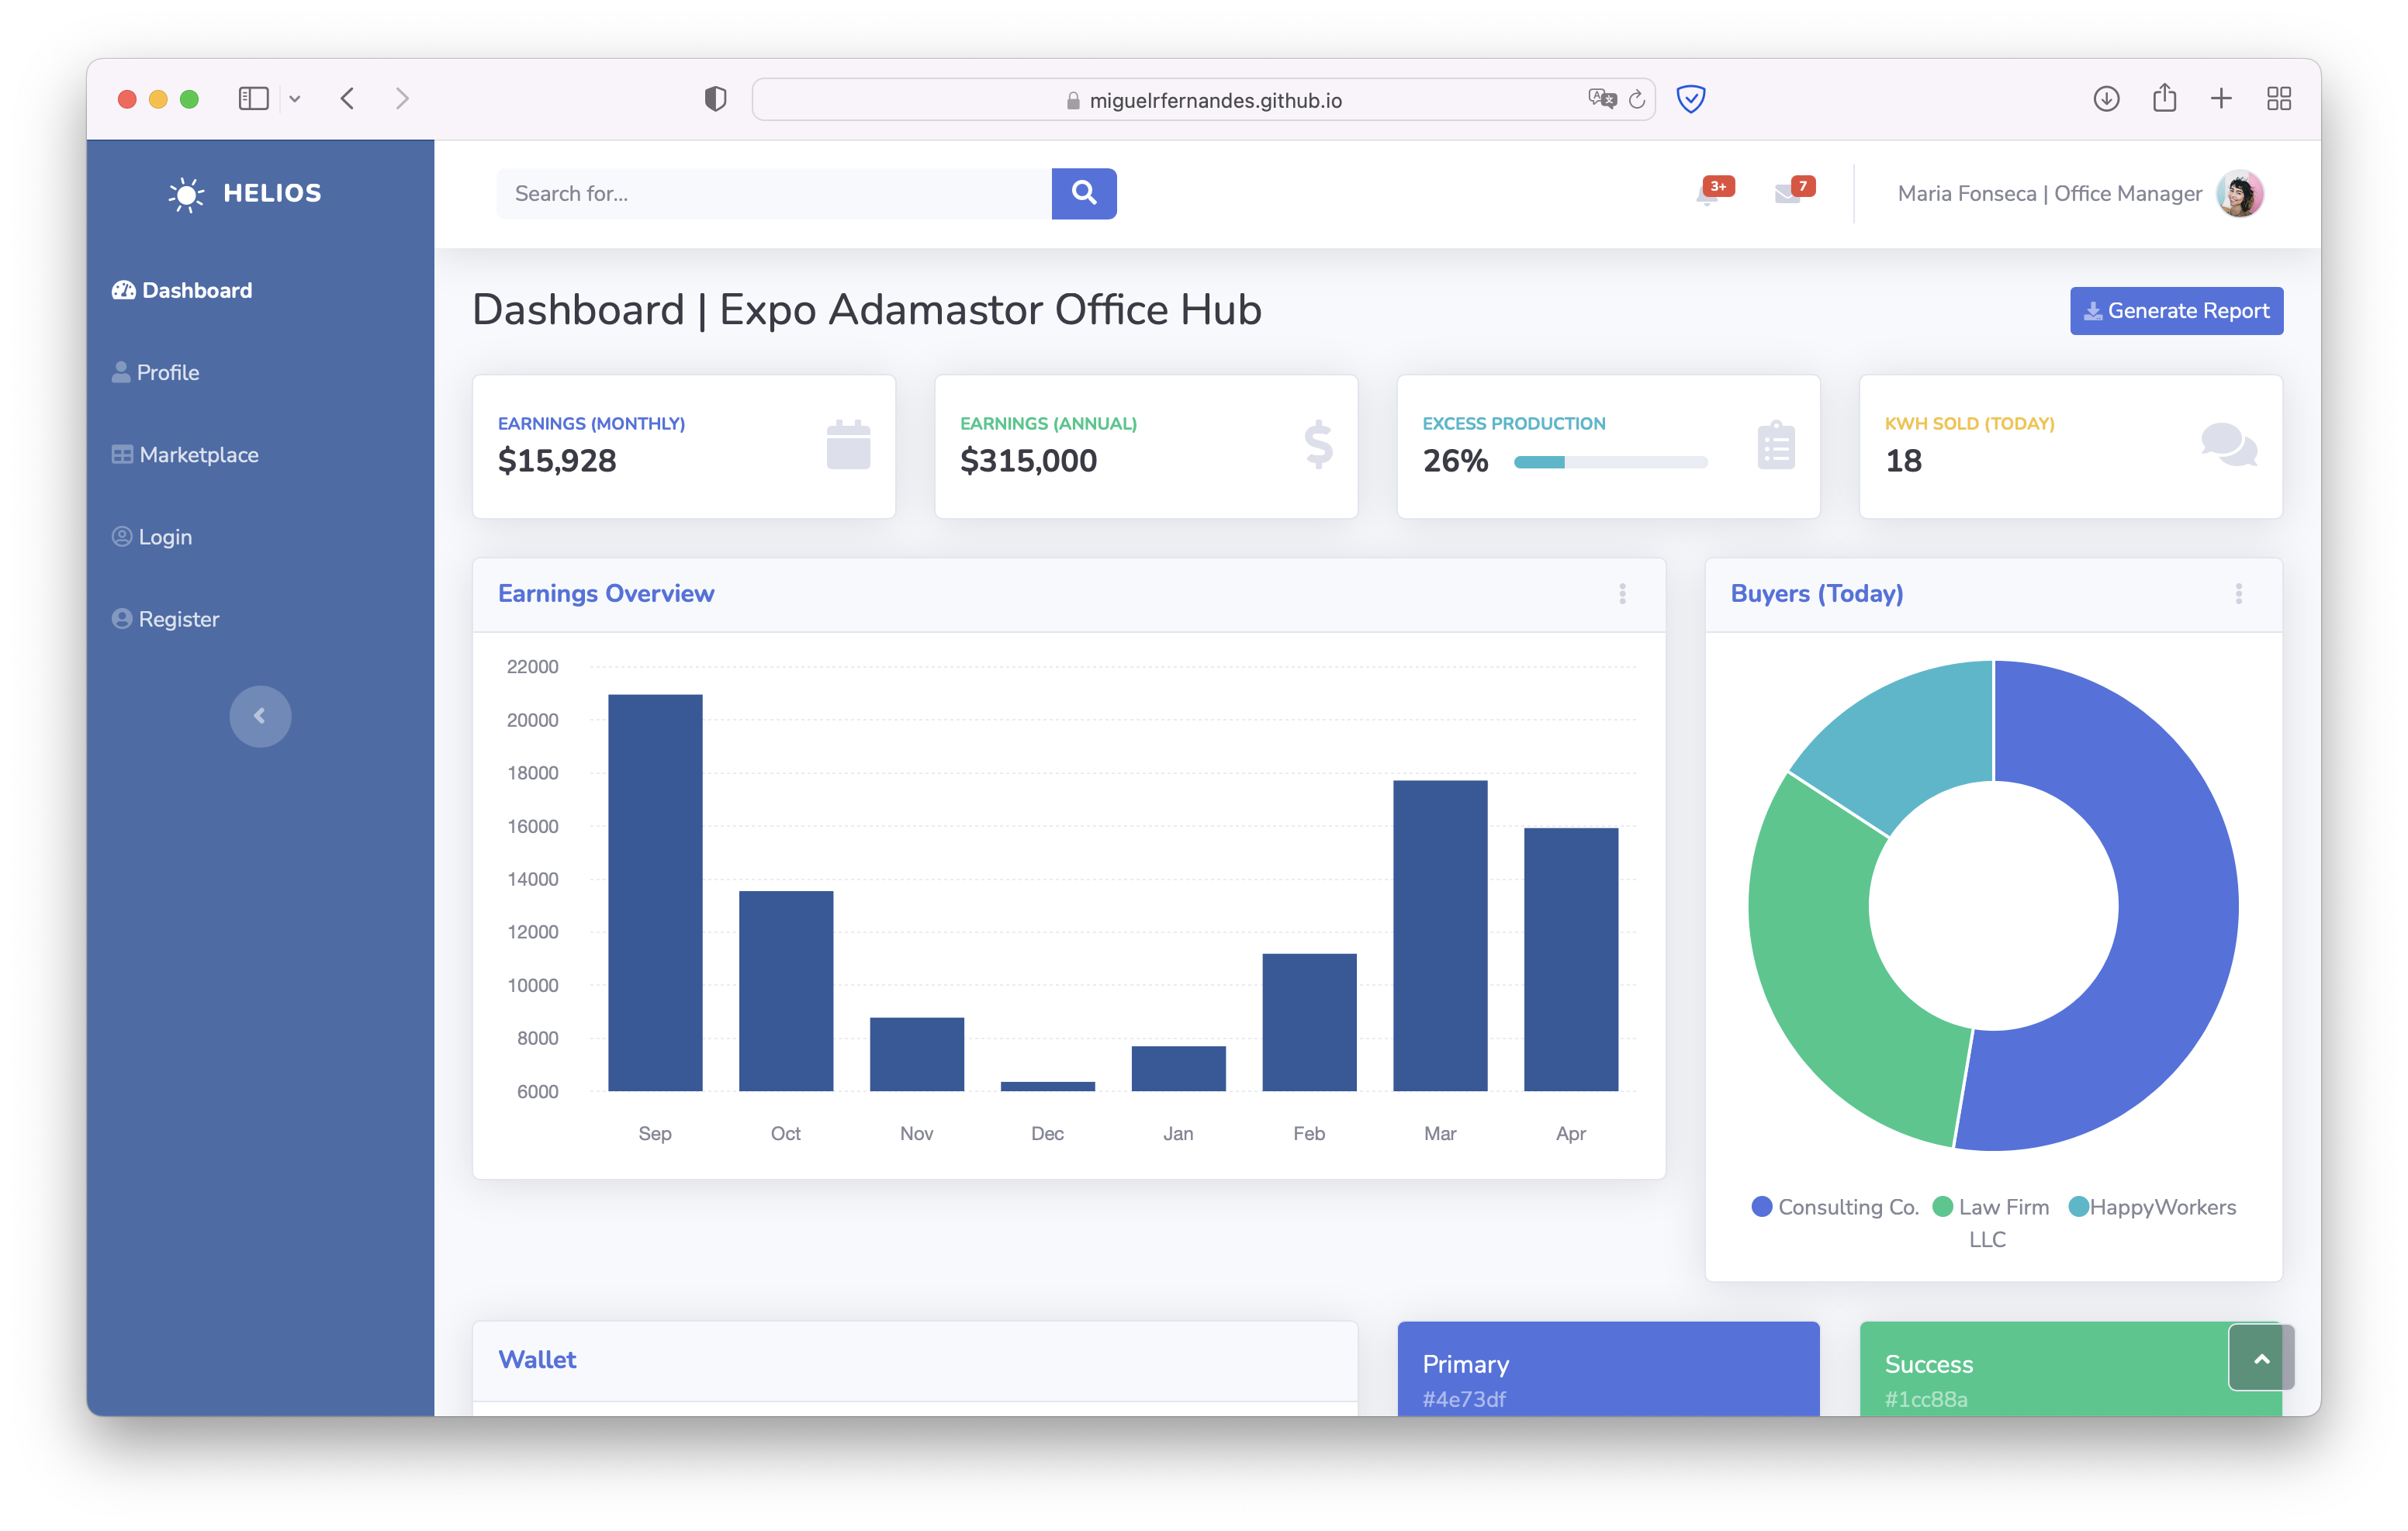 miguelrfernandes.github.io
HELIOS
Search for...
3+
7
Maria Fonseca | Office Manager
Dashboard
Profile
Marketplace
Login
Register
Dashboard | Expo Adamastor Office Hub
Generate Report
EARNINGS (MONTHLY)
$15,928
EARNINGS (ANNUAL)
$315,000
EXCESS PRODUCTION
26%
KWH SOLD (TODAY)
18
Earnings Overview
22000
20000
18000
16000
14000
12000
10000
8000
6000
Sep Oct Nov Dec Jan Feb Mar Apr
Buyers (Today)
Consulting Co. Law Firm HappyWorkers
LLC
Wallet
Primary
#4e73df
Success
#1cc88a